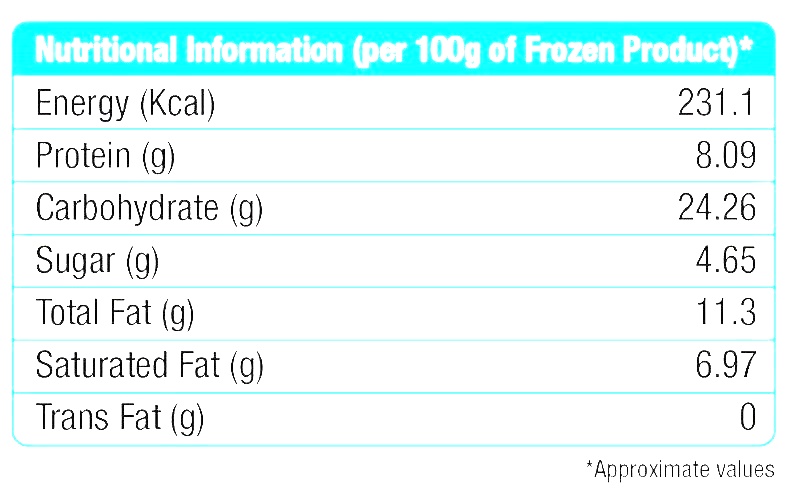 Nutritional Information (per 100g of Frozen Product)*
Energy (Kcal) 231.1
Protein (g) 8.09
Carbohydrate (g) 24.26
Sugar (g) 4.65
Total Fat (g) 11.3
Saturated Fat (g) 6.97
Trans Fat (g) 0
*Approximate values